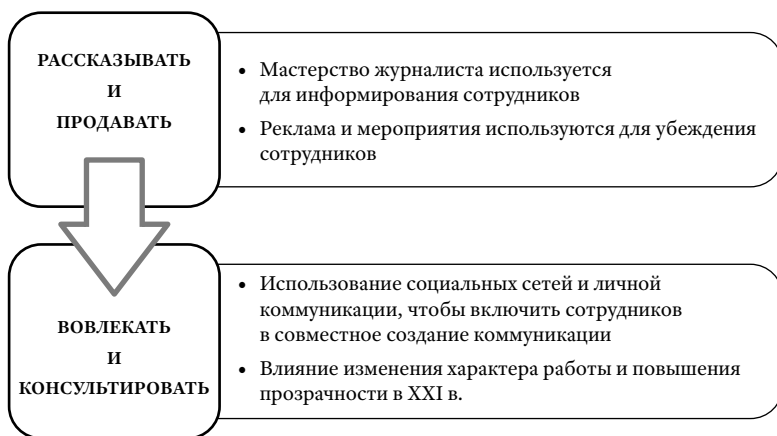 РАССКАЗЫВАТЬ
И
ПРОДАВАТЬ
• Мастерство журналиста используется
для информирования сотрудников
• Реклама и мероприятия используются для убеждения
сотрудников
ВОВЛЕКАТЬ
И
КОНСУЛЬТИРОВАТЬ
• Использование социальных сетей и личной
коммуникации, чтобы включить сотрудников
в совместное создание коммуникации
• Влияние изменения характера работы и повышения
прозрачности в XXI в.